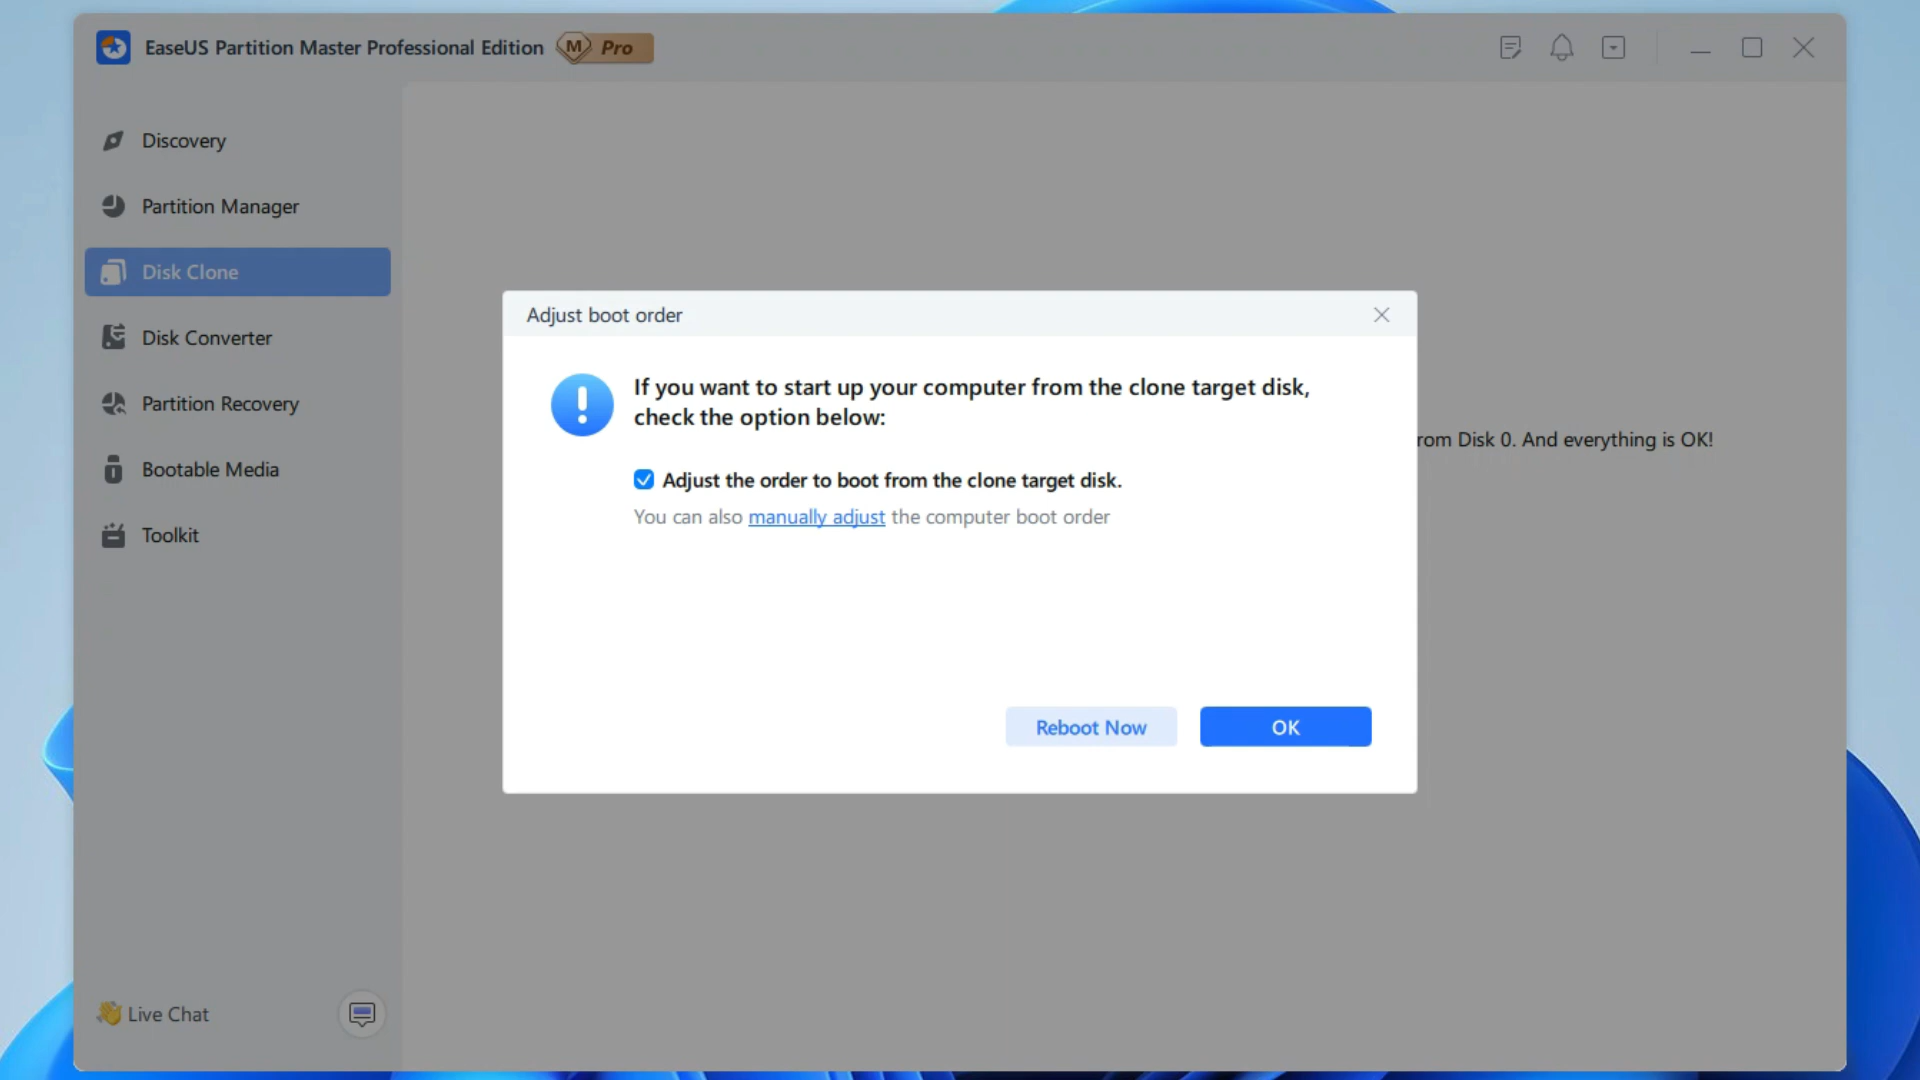 EaseUS Partition Master Professional Edition
M Pro
Discovery
Partition Manager
Disk Clone
Disk Converter
Partition Recovery
Bootable Media
Toolkit
Adjust boot order
If you want to start up your computer from the clone target disk,
check the option below:
rom Disk 0. And everything is OK!
Adjust the order to boot from the clone target disk.
You can also manually adjust the computer boot order
Reboot Now
OK
Live Chat